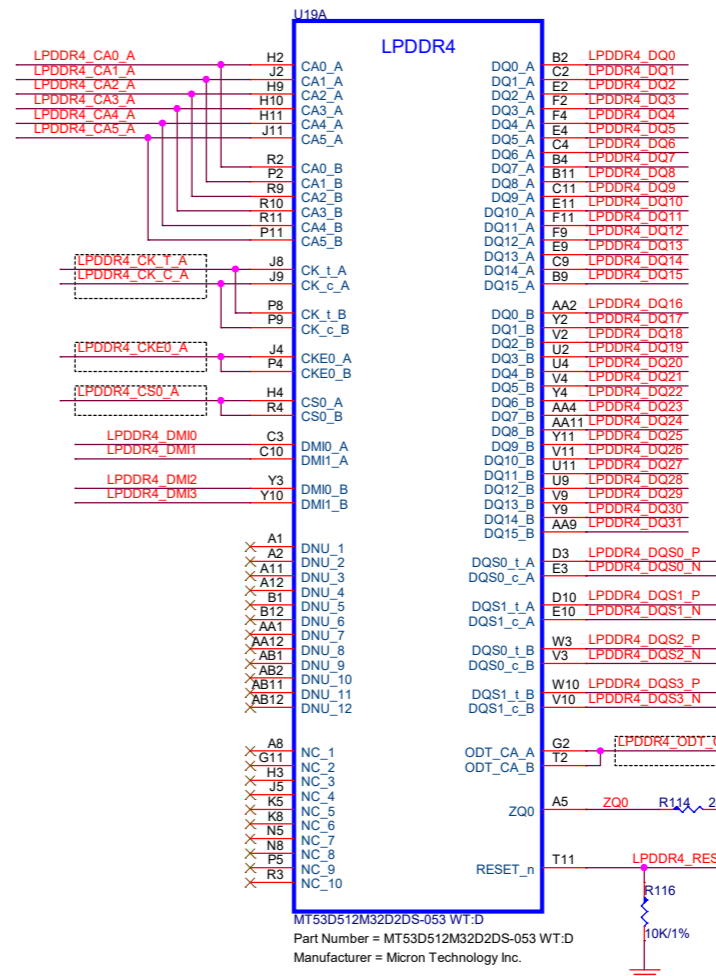 U19A
LPDDR4
LPDDR4_CA0_A H2 CA0_A DQ0_A B2 LPDDR4_DQ0
LPDDR4_CA1_A J2 CA1_A DQ1_A C2 LPDDR4_DQ1
LPDDR4_CA2_A H9 CA2_A DQ2_A E2 LPDDR4_DQ2
LPDDR4_CA3_A H10 CA3_A DQ3_A F2 LPDDR4_DQ3
LPDDR4_CA4_A H11 CA4_A DQ4_A F4 LPDDR4_DQ4
LPDDR4_CA5_A J11 CA5_A DQ5_A E4 LPDDR4_DQ5
DQ6_A C4 LPDDR4_DQ6
R2 CA0_B DQ7_A B4 LPDDR4_DQ7
P2 CA1_B DQ8_A B11 LPDDR4_DQ8
R9 CA2_B DQ9_A C11 LPDDR4_DQ9
R10 CA3_B DQ10_A E11 LPDDR4_DQ10
R11 CA4_B DQ11_A F11 LPDDR4_DQ11
P11 CA5_B DQ12_A F9 LPDDR4_DQ12
DQ13_A E9 LPDDR4_DQ13
LPDDR4_CK_T_A J8 CK_t_A DQ14_A C9 LPDDR4_DQ14
LPDDR4_CK_C_A J9 CK_c_A DQ15_A B9 LPDDR4_DQ15
P8 CK_t_B DQ0_B AA2 LPDDR4_DQ16
P9 CK_c_B DQ1_B Y2 LPDDR4_DQ17
DQ2_B V2 LPDDR4_DQ18
LPDDR4_CKE0_A J4 CKE0_A DQ3_B U2 LPDDR4_DQ19
P4 CKE0_B DQ4_B U4 LPDDR4_DQ20
DQ5_B V4 LPDDR4_DQ21
LPDDR4_CS0_A H4 CS0_A DQ6_B Y4 LPDDR4_DQ22
R4 CS0_B DQ7_B AA4 LPDDR4_DQ23
DQ8_B AA11 LPDDR4_DQ24
LPDDR4_DMI0 C3 DMI0_A DQ9_B Y11 LPDDR4_DQ25
LPDDR4_DMI1 C10 DMI1_A DQ10_B V11 LPDDR4_DQ26
DQ11_B U11 LPDDR4_DQ27
LPDDR4_DMI2 Y3 DMI0_B DQ12_B U9 LPDDR4_DQ28
LPDDR4_DMI3 Y10 DMI1_B DQ13_B V9 LPDDR4_DQ29
DQ14_B Y9 LPDDR4_DQ30
DQ15_B AA9 LPDDR4_DQ31
A1 DNU_1
A2 DNU_2 DQS0_t_A D3 LPDDR4_DQS0_P
A11 DNU_3 DQS0_c_A E3 LPDDR4_DQS0_N
A12 DNU_4
B1 DNU_5 DQS1_t_A D10 LPDDR4_DQS1_P
B12 DNU_6 DQS1_c_A E10 LPDDR4_DQS1_N
AA1 DNU_7
AA12 DNU_8 DQS0_t_B W3 LPDDR4_DQS2_P
AB1 DNU_9 DQS0_c_B V3 LPDDR4_DQS2_N
AB2 DNU_10
AB11 DNU_11 DQS1_t_B W10 LPDDR4_DQS3_P
AB12 DNU_12 DQS1_c_B V10 LPDDR4_DQS3_N
A8 NC_1 ODT_CA_A G2 LPDDR4_ODT_
G11 NC_2 ODT_CA_B T2
H3 NC_3
J5 NC_4
K5 NC_5 ZQ0 A5 ZQ0 R114 2
K8 NC_6
N5 NC_7
N8 NC_8
P5 NC_9 RESET_n T11 LPDDR4_RES
R3 NC_10
R116
10K/1%
MT53D512M32D2DS-053 WT:D
Part Number = MT53D512M32D2DS-053 WT:D
Manufacturer = Micron Technology Inc.